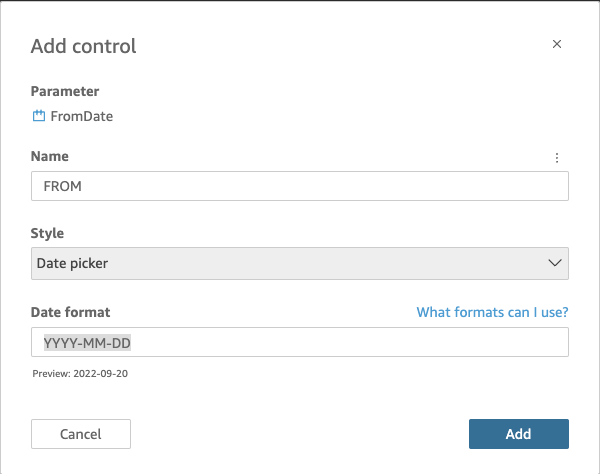 Add control
Parameter
FromDate
Name
FROM
Style
Date picker
Date format What formats can I use?
YYYY-MM-DD
Preview: 2022-09-20
Cancel Add